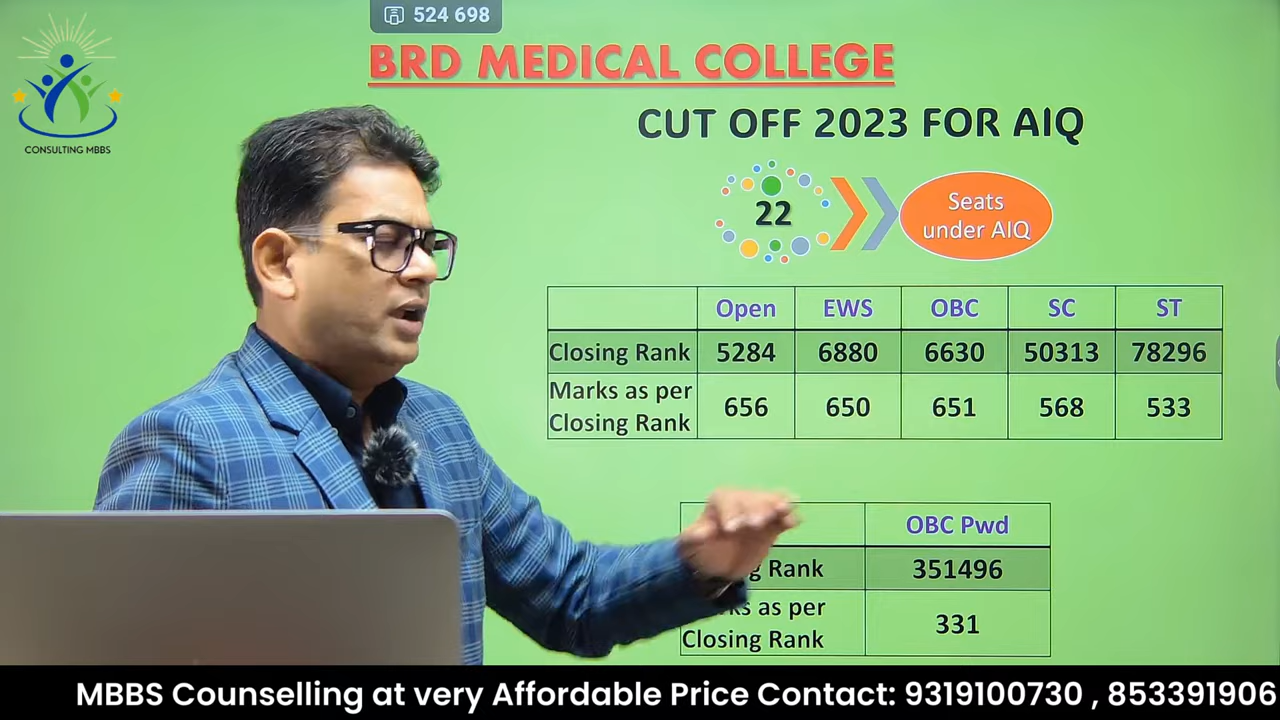 524 698
BRD MEDICAL COLLEGE
CONSULTING MBBS
CUT OFF 2023 FOR AIQ
22
Seats
under AIQ
Open EWS OBC SC ST
Closing Rank 5284 6880 6630 50313 78296
Marks as per
Closing Rank 656 650 651 568 533
OBC Pwd
Rank 351496
as per
Closing Rank 331
MBBS Counselling at very Affordable Price Contact: 9319100730 , 853391906